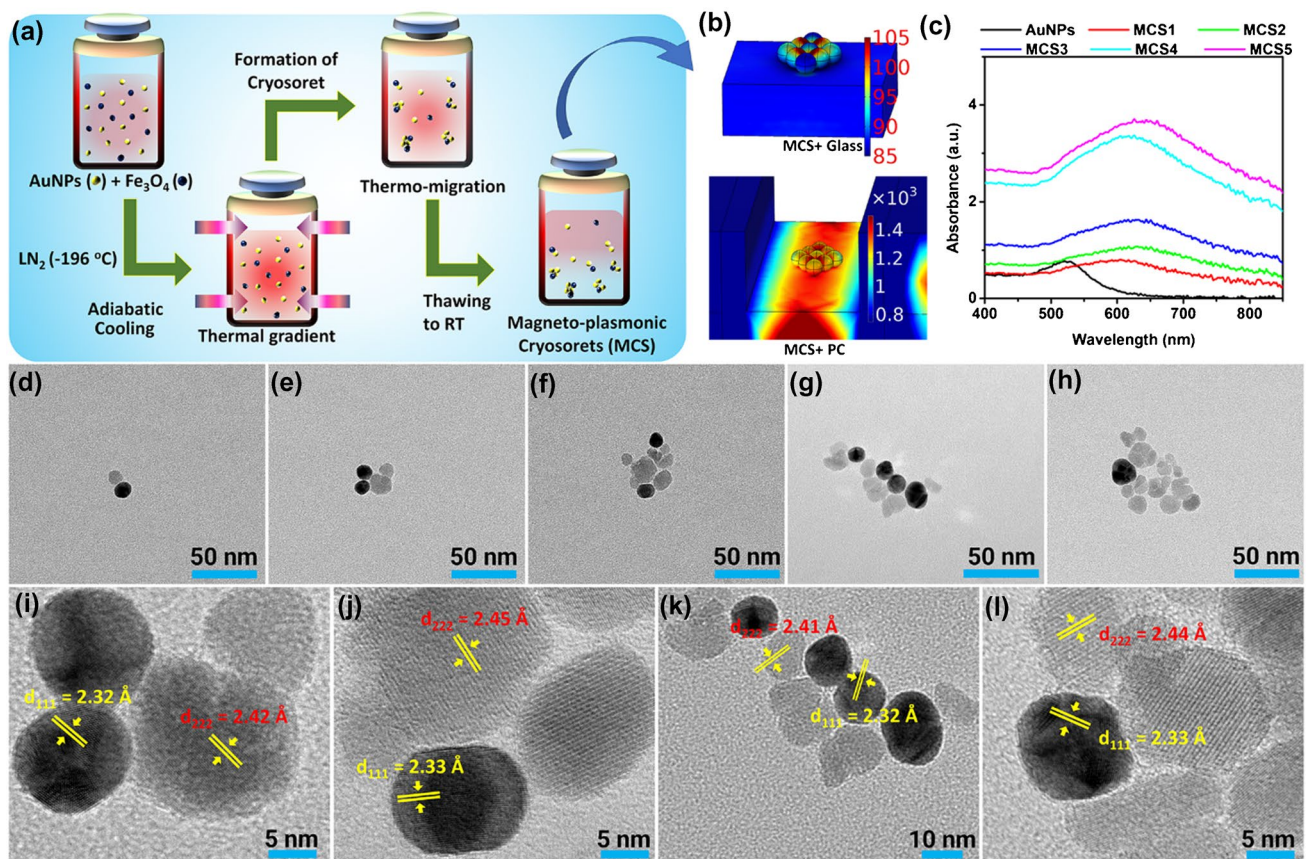 (a)
Formation of
Cryosoret
AuNPs ( ) + Fe₃O₄ ( )
Thermo-migration
LN₂ (-196 °C)
Adiabatic
Cooling
Thermal gradient
Thawing
to RT
Magneto-plasmonic
Cryosorets (MCS)
(b)
105
100
95
90
85
MCS+ Glass
×10³
1.4
1.2
1
0.8
MCS+ PC
(c)
AuNPs
MCS1
MCS2
MCS3
MCS4
MCS5
Absorbance (a.u.)
4
2
0
400
500
600
700
800
Wavelength (nm)
(d)
50 nm
(e)
50 nm
(f)
50 nm
(g)
50 nm
(h)
50 nm
(i)
d₁₁₁ = 2.32 Å
d₂₂₂ = 2.42 Å
5 nm
(j)
d₂₂₂ = 2.45 Å
d₁₁₁ = 2.33 Å
5 nm
(k)
d₂₂₂ = 2.41 Å
d₁₁₁ = 2.32 Å
10 nm
(l)
d₂₂₂ = 2.44 Å
d₁₁₁ = 2.33 Å
5 nm